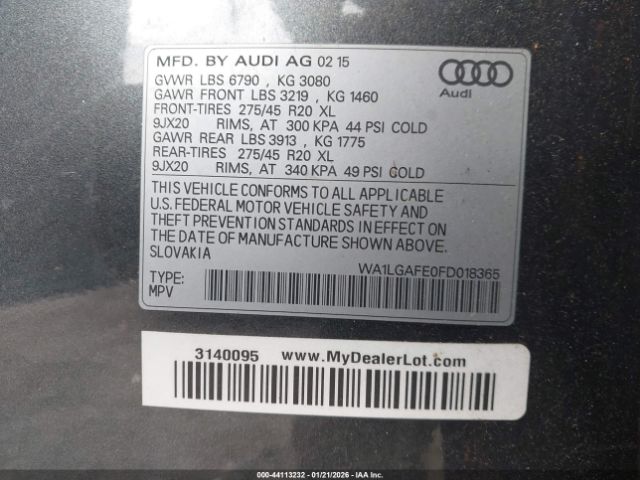 MFD. BY AUDI AG 02 15
GVWR LBS 6790 , KG 3080
GAWR FRONT LBS 3219 , KG 1460
FRONT-TIRES 275/45 R20 XL
9JX20 RIMS, AT 300 KPA 44 PSI COLD
GAWR REAR LBS 3913 , KG 1775
REAR-TIRES 275/45 R20 XL
9JX20 RIMS, AT 340 KPA 49 PSI COLD
Audi
THIS VEHICLE CONFORMS TO ALL APPLICABLE
U.S. FEDERAL MOTOR VEHICLE SAFETY AND
THEFT PREVENTION STANDARDS IN EFFECT ON
THE DATE OF MANUFACTURE SHOWN ABOVE.
SLOVAKIA
WA1LGAFE0FD018365
TYPE:
MPV
3140095 www.MyDealerLot.com
000-44113232 - 01/21/2026 - IAA Inc.